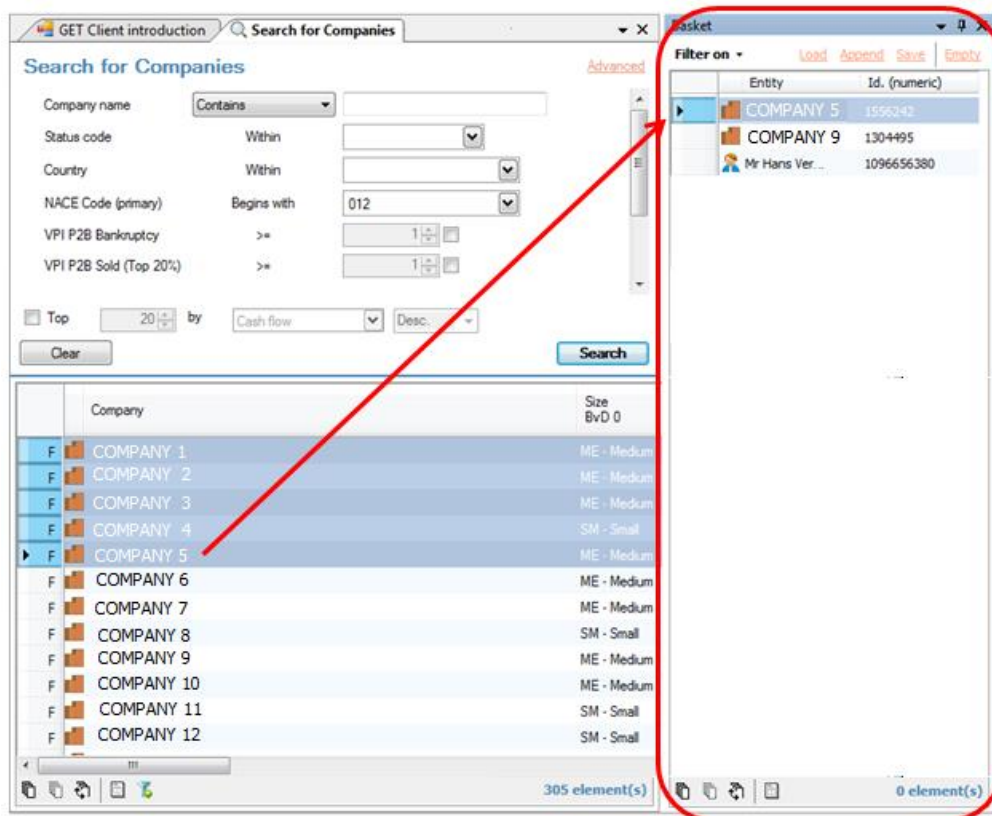 GET Client introduction
Search for Companies
Search for Companies
Advanced
Company name Contains
Status code Within
Country Within
NACE Code (primary) Begins with 012
VPI P2B Bankruptcy >= 1
VPI P2B Sold (Top 20%) >= 1
Top 20 by Cash flow Desc.
Clear Search
Company Size
BvD 0
F COMPANY 1 ME - Medium
F COMPANY 2 ME - Medium
F COMPANY 3 ME - Medium
F COMPANY 4 SM - Small
F COMPANY 5 ME - Medium
F COMPANY 6 ME - Medium
F COMPANY 7 ME - Medium
F COMPANY 8 SM - Small
F COMPANY 9 ME - Medium
F COMPANY 10 ME - Medium
F COMPANY 11 SM - Small
F COMPANY 12 SM - Small
305 element(s)
Basket
Filter on Load Append Save Empty
Entity Id. (numeric)
COMPANY 5 1556242
COMPANY 9 1304495
Mr Hans Ver... 1096656380
0 element(s)